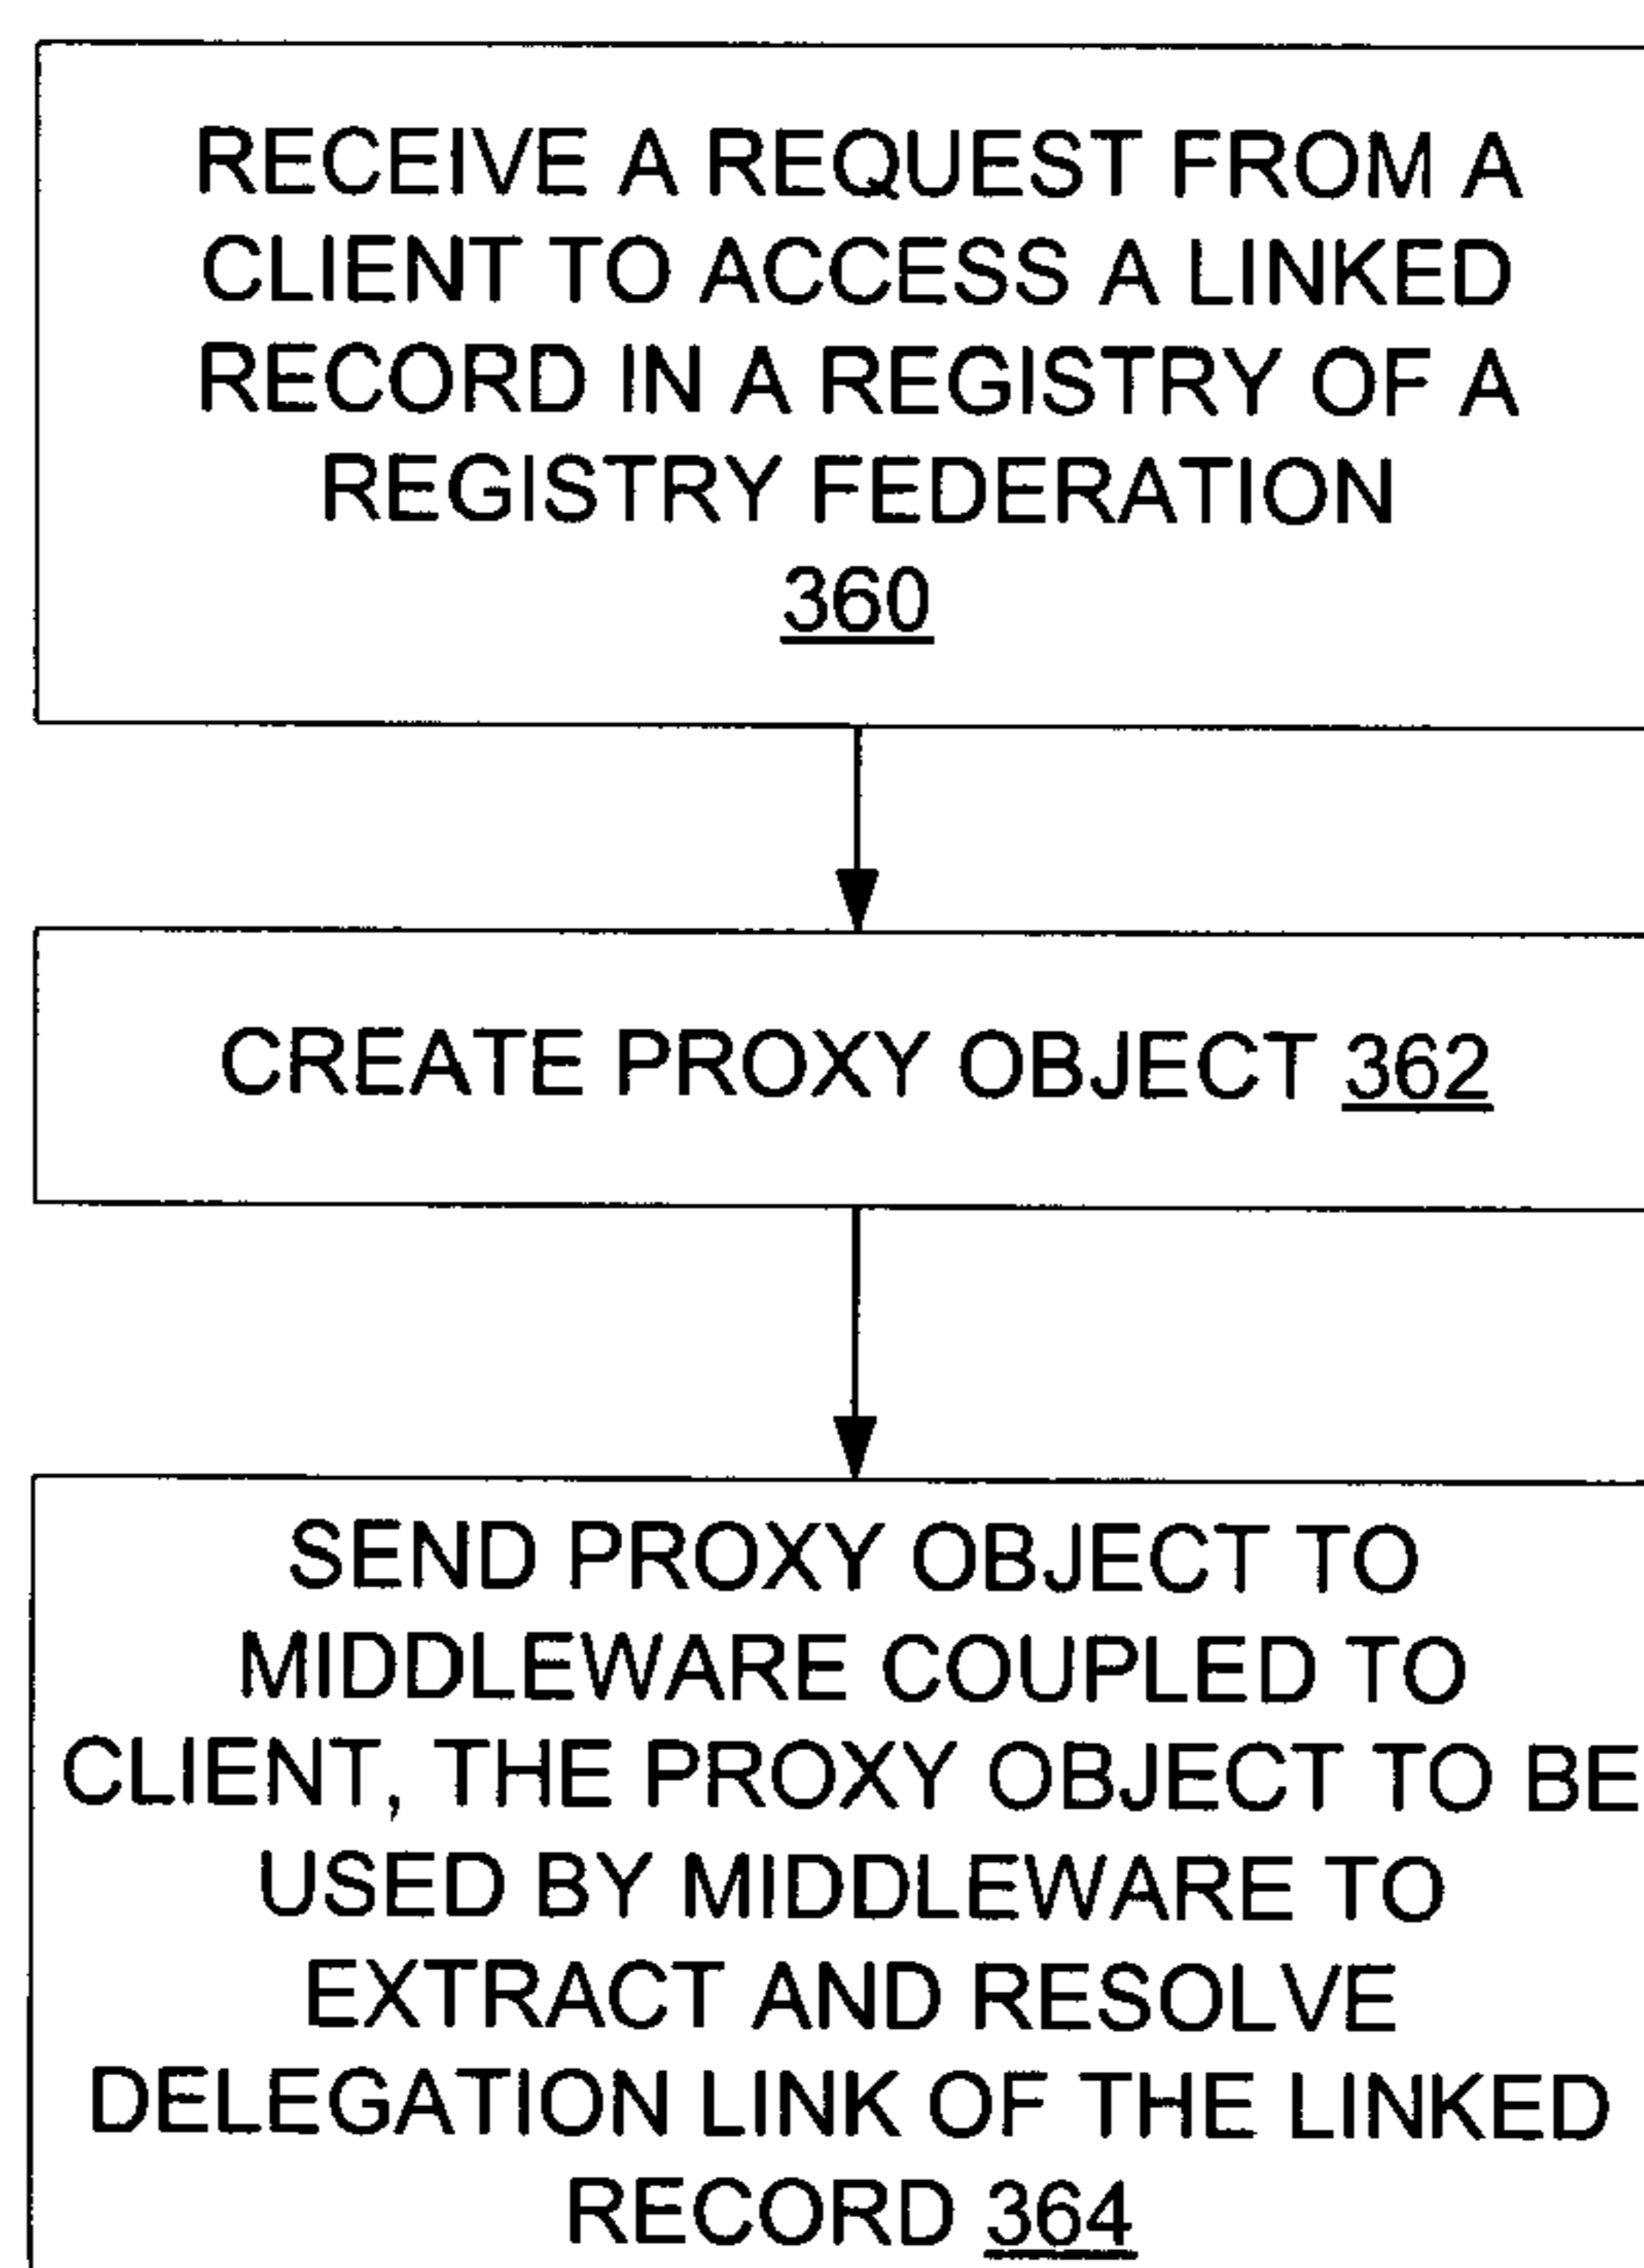 RECEIVE A REQUEST FROM A
CLIENT TO ACCESS A LINKED
RECORD IN A REGISTRY OF A
REGISTRY FEDERATION
360
CREATE PROXY OBJECT 362
SEND PROXY OBJECT TO
MIDDLEWARE COUPLED TO
CLIENT, THE PROXY OBJECT TO BE
USED BY MIDDLEWARE TO
EXTRACT AND RESOLVE
DELEGATION LINK OF THE LINKED
RECORD 364